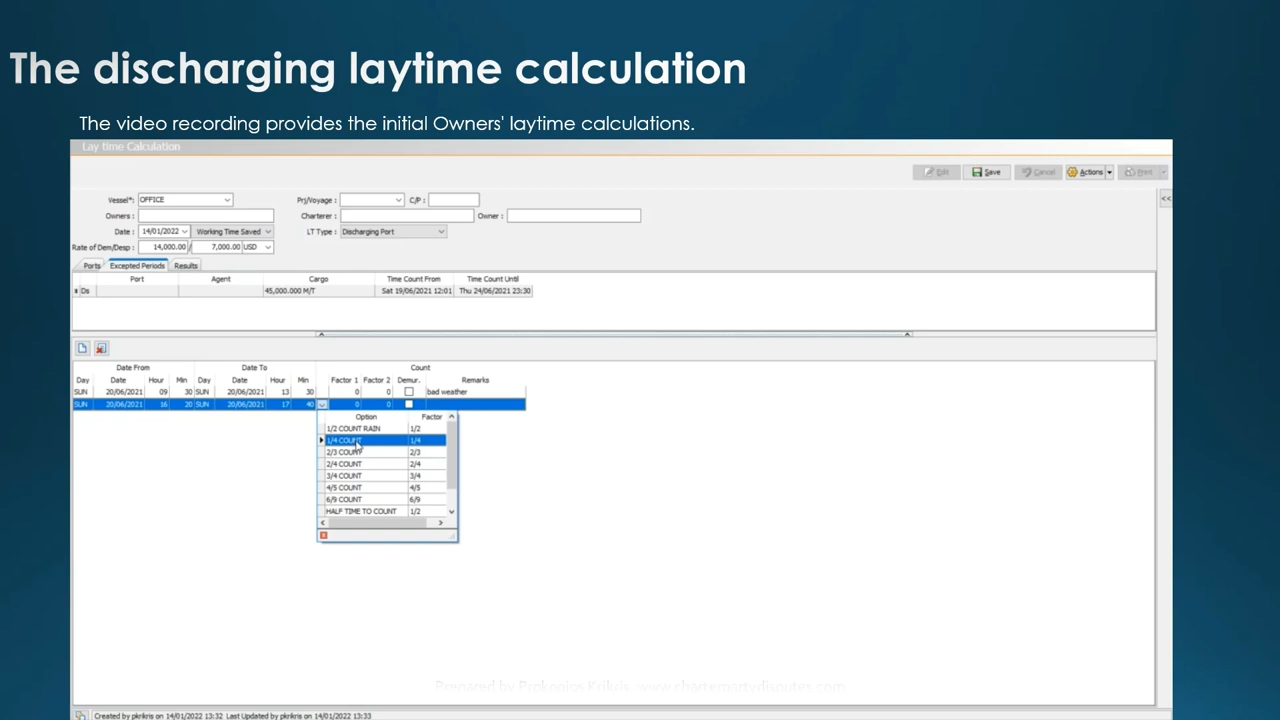 The discharging laytime calculation
The video recording provides the initial Owners' laytime calculations.
Lay time Calculation
Edit Save Cancel Actions Print
Vessel*: OFFICE Prj/Voyage : C/P :
Owners : Charterer : Owner :
Date : 14/01/2022 Working Time Saved LT Type : Discharging Port
Rate of Dem/Desp : 14,000.00 / 7,000.00 USD
<<
Ports Excepted Periods Results
Port Agent Cargo Time Count From Time Count Until
Ds 45,000.000 M/T Sat 19/06/2021 12:01 Thu 24/06/2021 23:30
Date From Date To Count
Day Date Hour Min Day Date Hour Min Factor 1 Factor 2 Demur. Remarks
SUN 20/06/2021 09 30 SUN 20/06/2021 13 30 0 0 bad weather
SUN 20/06/2021 16 20 SUN 20/06/2021 17 40 0 0
Option Factor
1/2 COUNT RAIN 1/2
1/4 COUNT 1/4
2/3 COUNT 2/3
2/4 COUNT 2/4
3/4 COUNT 3/4
4/5 COUNT 4/5
6/9 COUNT 6/9
HALF TIME TO COUNT 1/2
Prepared by Prokopios Krikris -www.charterpartydisputes.com
Created by pkrikris on 14/01/2022 13:32 Last Updated by pkrikris on 14/01/2022 13:33